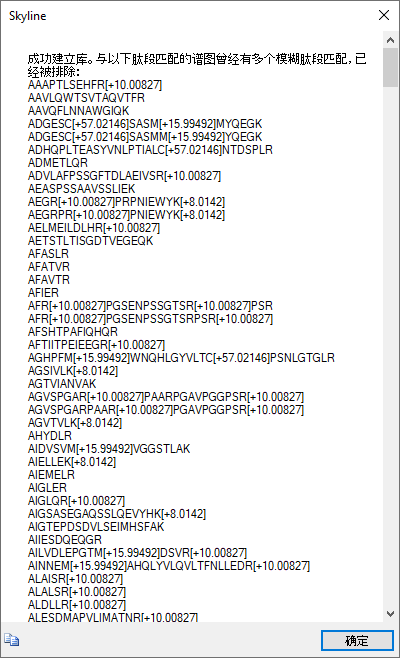 Skyline
成功建立库。与以下肽段匹配的谱图曾经有多个模糊肽段匹配，已
经被排除：
AAAPTLSEHFR[+10.00827]
AAVLQWTSVTAQVTFR
AAVQFLNNAWGIQK
ADGESC[+57.02146]SASM[+15.99492]MYQEGK
ADGESC[+57.02146]SASMM[+15.99492]YQEGK
ADHQPLTEASYVNLPTIALC[+57.02146]NTDSPLR
ADMETLQR
ADVLAFPSSGFTDLAEIVSR[+10.00827]
AEASPSSAAVSSLIEK
AEGR[+10.00827]PRPNIEWYK[+8.0142]
AEGRPR[+10.00827]PNIEWYK[+8.0142]
AELMEILDLHR[+10.00827]
AETSTLTISGDTVEGEQK
AFASLR
AFATVR
AFAVTR
AFIER
AFR[+10.00827]PGSENPSSGTSR[+10.00827]PSR
AFR[+10.00827]PGSENPSSGTSRPSR[+10.00827]
AFSHTPAFIQHQR
AFTIITPEIEEGR[+10.00827]
AGHPFM[+15.99492]WNQHLGYVLTC[+57.02146]PSNLGTGLR
AGSIVLK[+8.0142]
AGTVIANVAK
AGVSPGAR[+10.00827]PAARPGAVPGGPSR[+10.00827]
AGVSPGARPAAR[+10.00827]PGAVPGGPSR[+10.00827]
AGVTVLK[+8.0142]
AHYDLR
AIDVSVM[+15.99492]VGGSTLAK
AIELLEK[+8.0142]
AIEMELR
AIGLER
AIGLQR[+10.00827]
AIGSASEGAQSSLQEVYHK[+8.0142]
AIGTEPDSDVLSEIMHSFAK
AIIESDQEQGR
AILVDLEPGTM[+15.99492]DSVR[+10.00827]
AINNEM[+15.99492]AHQLYVLQVLTFNLLEDR[+10.00827]
ALAISR[+10.00827]
ALALSR[+10.00827]
ALDLLR[+10.00827]
ALESDMAPVLIMATNR[+10.00827]
确定